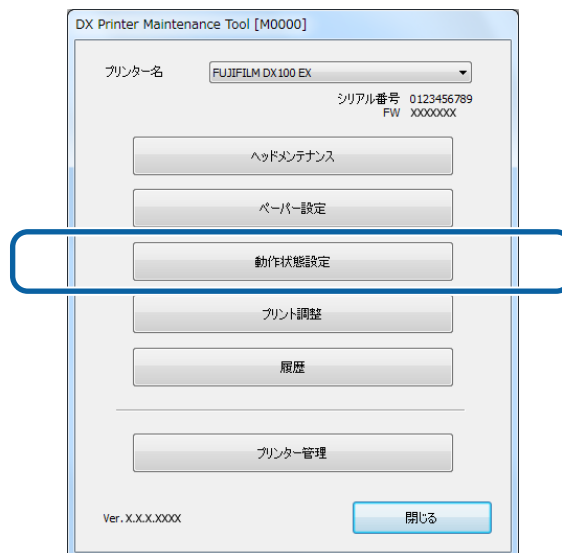 DX Printer Maintenance Tool [M0000]
プリンター名 FUJIFILM DX100 EX
シリアル番号 0123456789
FW XXXXXXX
ヘッドメンテナンス
ペーパー設定
動作状態設定
プリント調整
履歴
プリンター管理
Ver. X.X.X.XXXX 閉じる